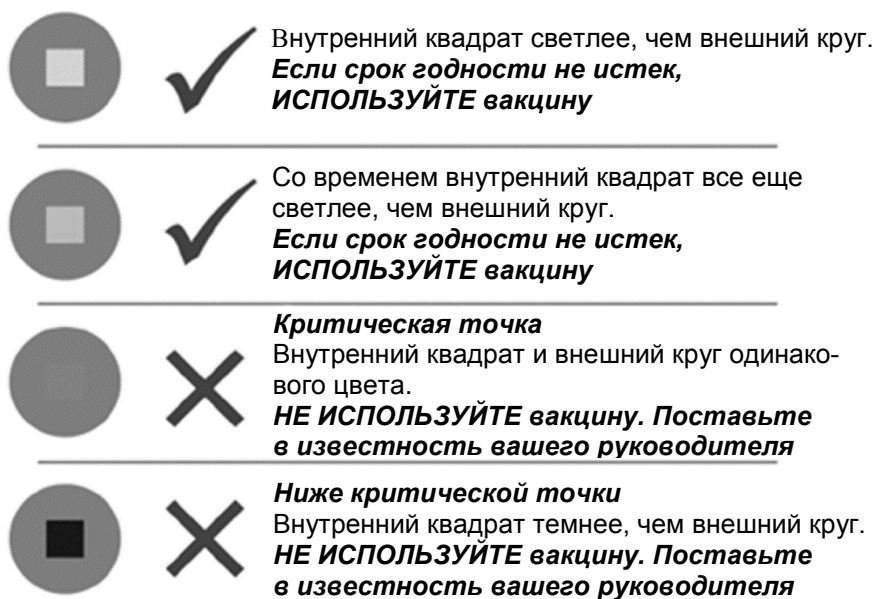 Внутренний квадрат светлее, чем внешний круг.
Если срок годности не истек,
ИСПОЛЬЗУЙТЕ вакцину
Со временем внутренний квадрат все еще
светлее, чем внешний круг.
Если срок годности не истек,
ИСПОЛЬЗУЙТЕ вакцину
Критическая точка
Внутренний квадрат и внешний круг одинако-
вого цвета.
НЕ ИСПОЛЬЗУЙТЕ вакцину. Поставьте
в известность вашего руководителя
Ниже критической точки
Внутренний квадрат темнее, чем внешний круг.
НЕ ИСПОЛЬЗУЙТЕ вакцину. Поставьте
в известность вашего руководителя